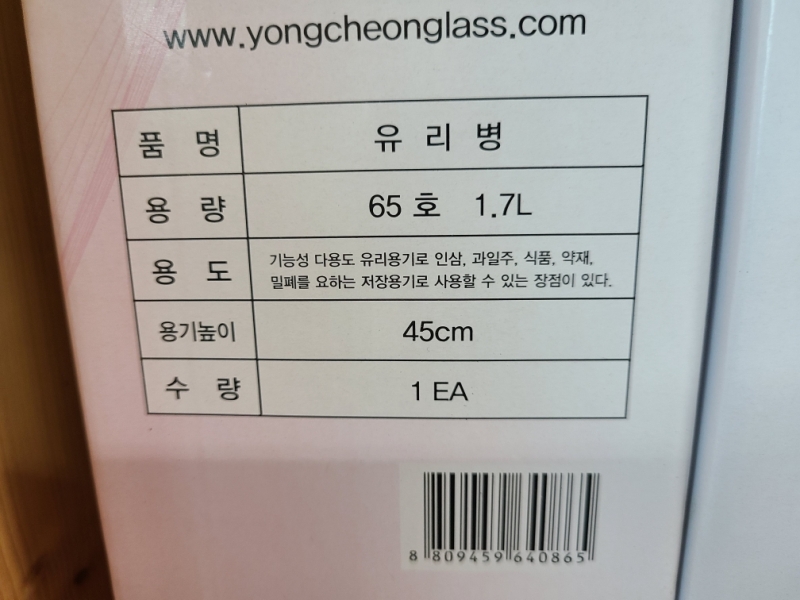 www.yongcheonglass.com
품 명 유 리 병
용 량 65 호 1.7L
용 도 기능성 다용도 유리용기로 인삼, 과일주, 식품, 약재,
밀폐를 요하는 저장용기로 사용할 수 있는 장점이 있다.
용기높이 45cm
수 량 1 EA
8 809459 640865